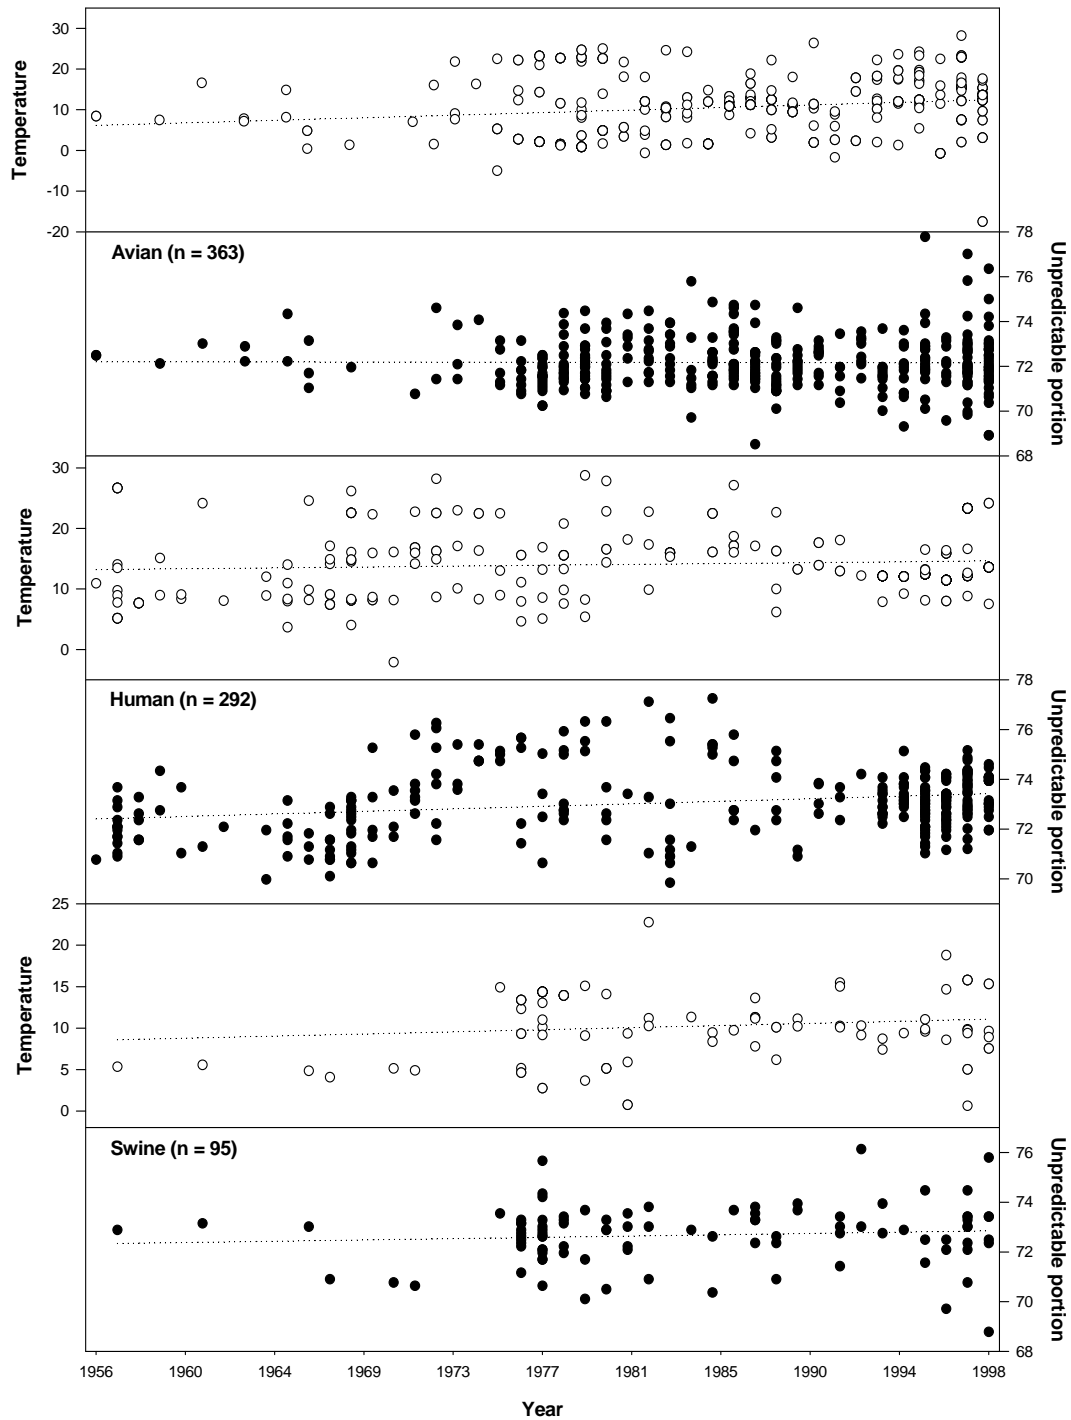 30
20
10
0
-10
-20
Temperature
Avian (n = 363)
78
76
74
72
70
68
Unpredictable portion
30
20
10
0
Temperature
Human (n = 292)
78
76
74
72
70
Unpredictable portion
25
20
15
10
5
0
Temperature
Swine (n = 95)
76
74
72
70
68
Unpredictable portion
1956 1960 1964 1969 1973 1977 1981 1985 1990 1994 1998
Year